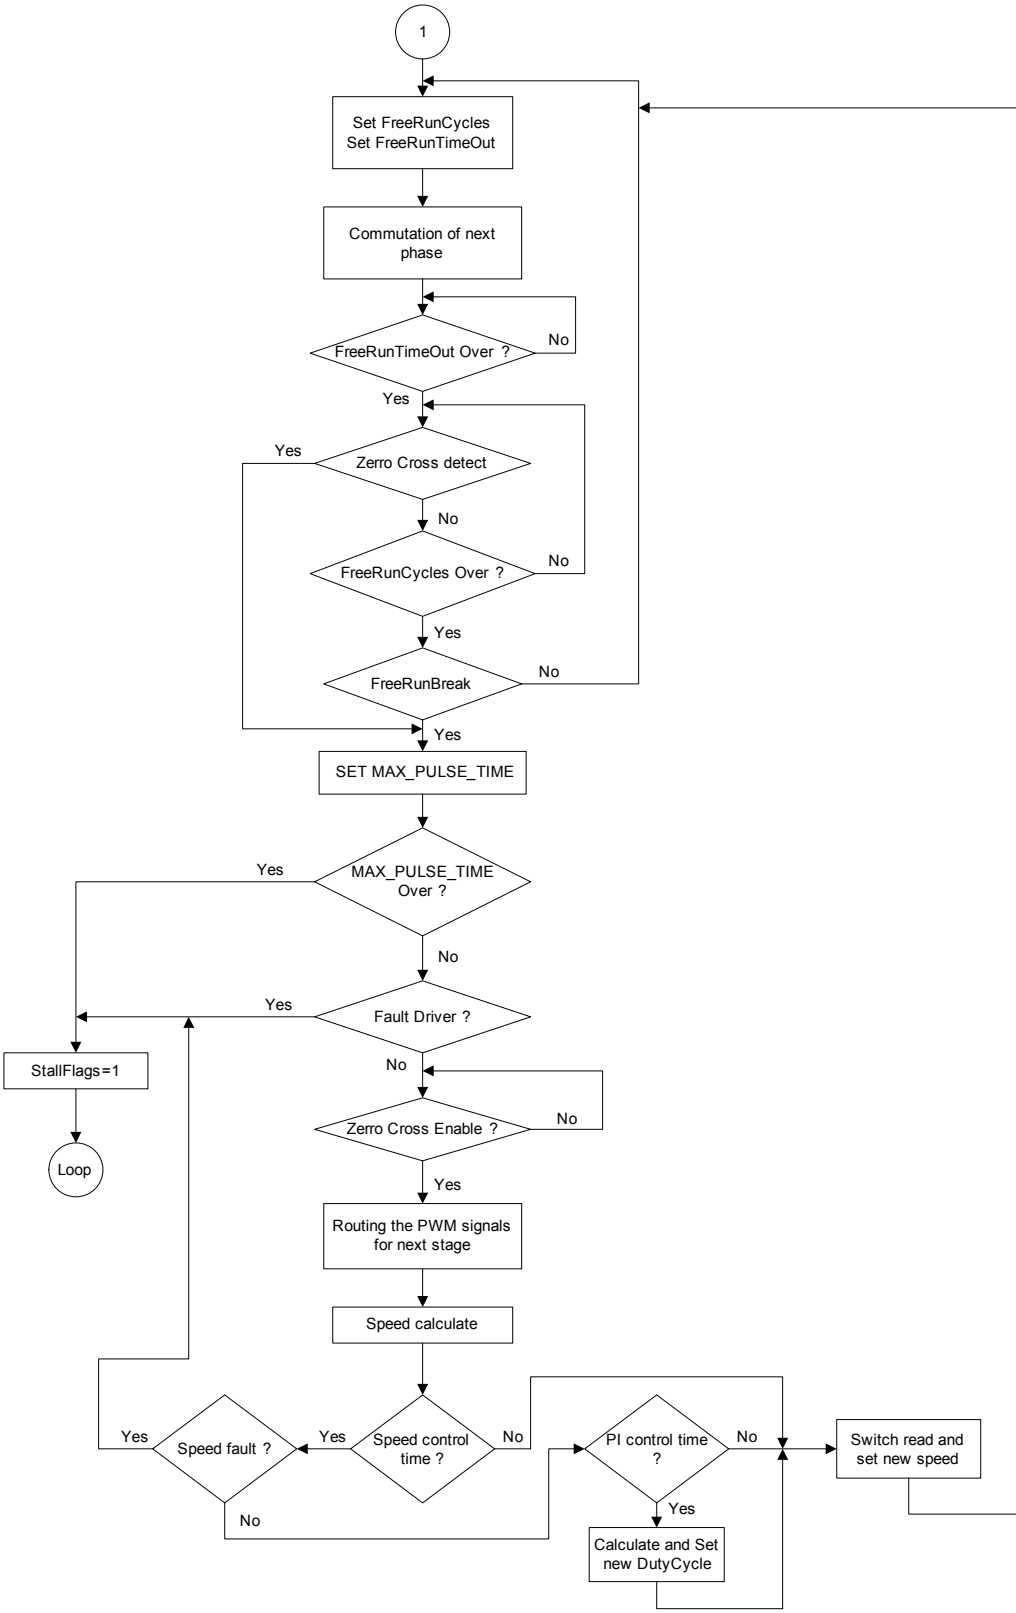 1
Set FreeRunCycles
Set FreeRunTimeOut
Commutation of next
phase
FreeRunTimeOut Over ?
No
Yes
Zerro Cross detect
Yes
No
FreeRunCycles Over ?
No
Yes
FreeRunBreak
No
Yes
SET MAX_PULSE_TIME
MAX_PULSE_TIME
Over ?
Yes
No
Fault Driver ?
Yes
No
StallFlags=1
Loop
Zerro Cross Enable ?
No
Yes
Routing the PWM signals
for next stage
Speed calculate
Speed control
time ?
Yes
No
Speed fault ?
Yes
No
PI control time
?
No
Yes
Calculate and Set
new DutyCycle
Switch read and
set new speed